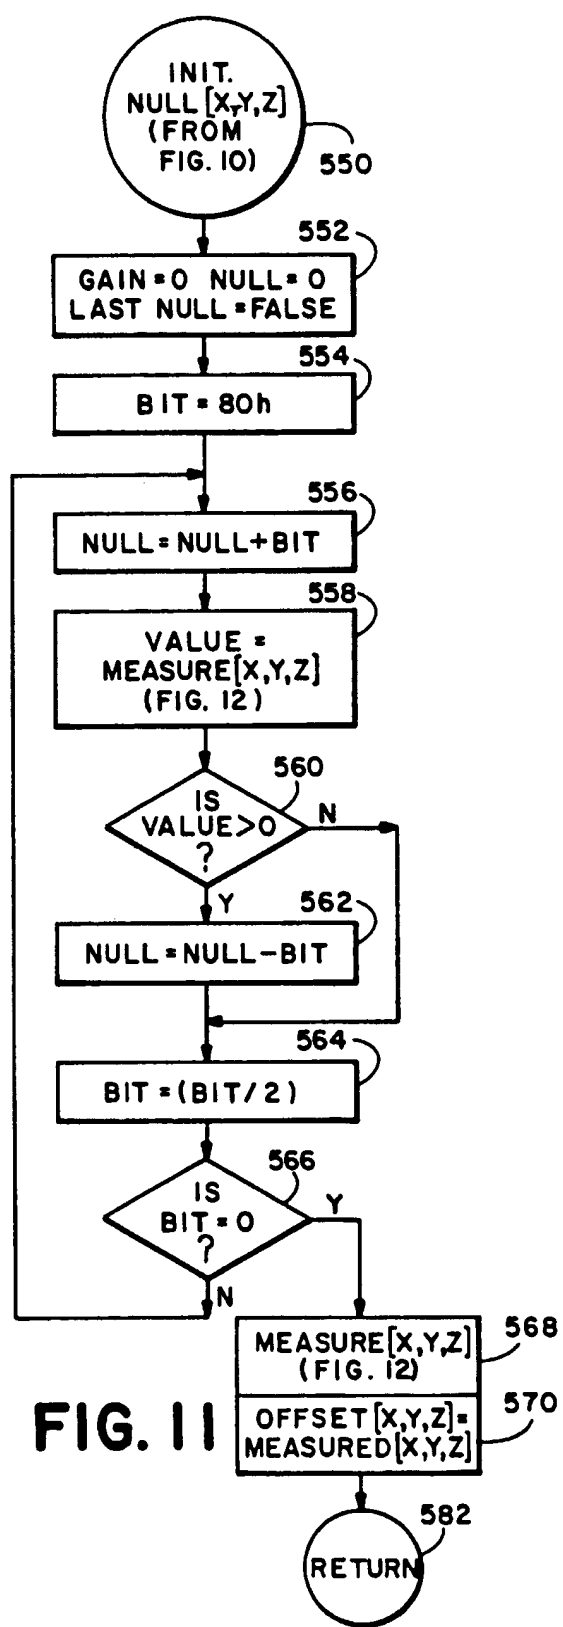 INIT.
NULL [X,Y,Z]
(FROM
FIG. 10)
550
552
GAIN=0 NULL=0
LAST NULL=FALSE
554
BIT = 80h
556
NULL=NULL+BIT
558
VALUE =
MEASURE[X,Y,Z]
(FIG. 12)
560
IS
VALUE>0
?
N
Y
562
NULL=NULL-BIT
564
BIT=(BIT/2)
566
IS
BIT=0
?
Y
N
568
MEASURE[X,Y,Z]
(FIG. 12)
570
OFFSET [X,Y,Z]=
MEASURED[X,Y,Z]
FIG. 11
582
RETURN